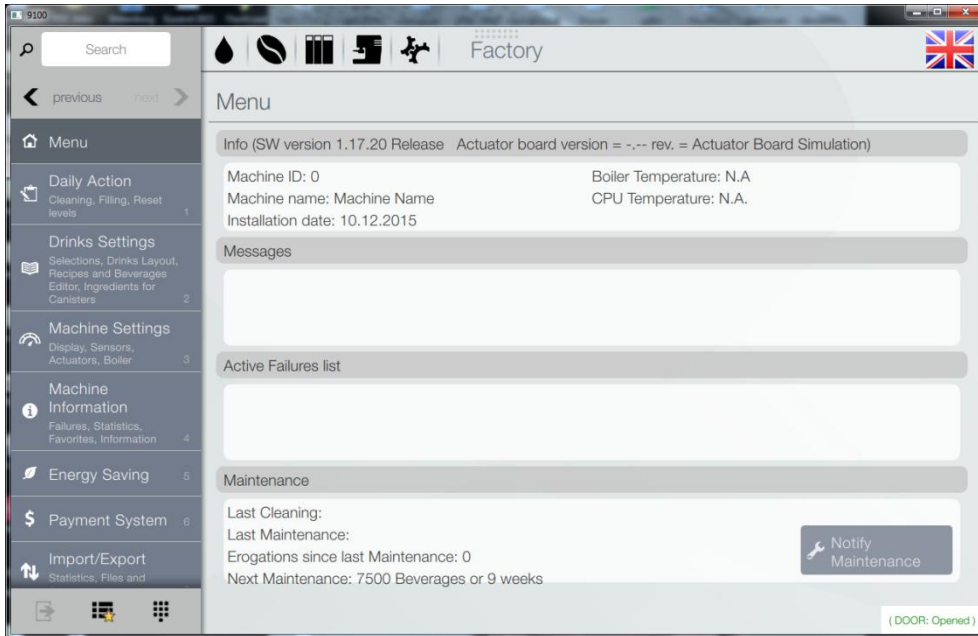 9100
Search
previous next
Menu
Daily Action
Cleaning, Filling, Reset
levels 1
Drinks Settings
Selections, Drinks Layout,
Recipes and Beverages
Editor, Ingredients for
Canisters 2
Machine Settings
Display, Sensors,
Actuators, Boiler 3
Machine
Information
Failures, Statistics,
Favorites, Information 4
Energy Saving 5
$ Payment System 6
Import/Export
Statistics, Files and
Factory
Menu
Info (SW version 1.17.20 Release Actuator board version = -.-- rev. = Actuator Board Simulation)
Machine ID: 0 Boiler Temperature: N.A
Machine name: Machine Name CPU Temperature: N.A.
Installation date: 10.12.2015
Messages
Active Failures list
Maintenance
Last Cleaning:
Last Maintenance:
Erogations since last Maintenance: 0
Next Maintenance: 7500 Beverages or 9 weeks
Notify
Maintenance
( DOOR: Opened )